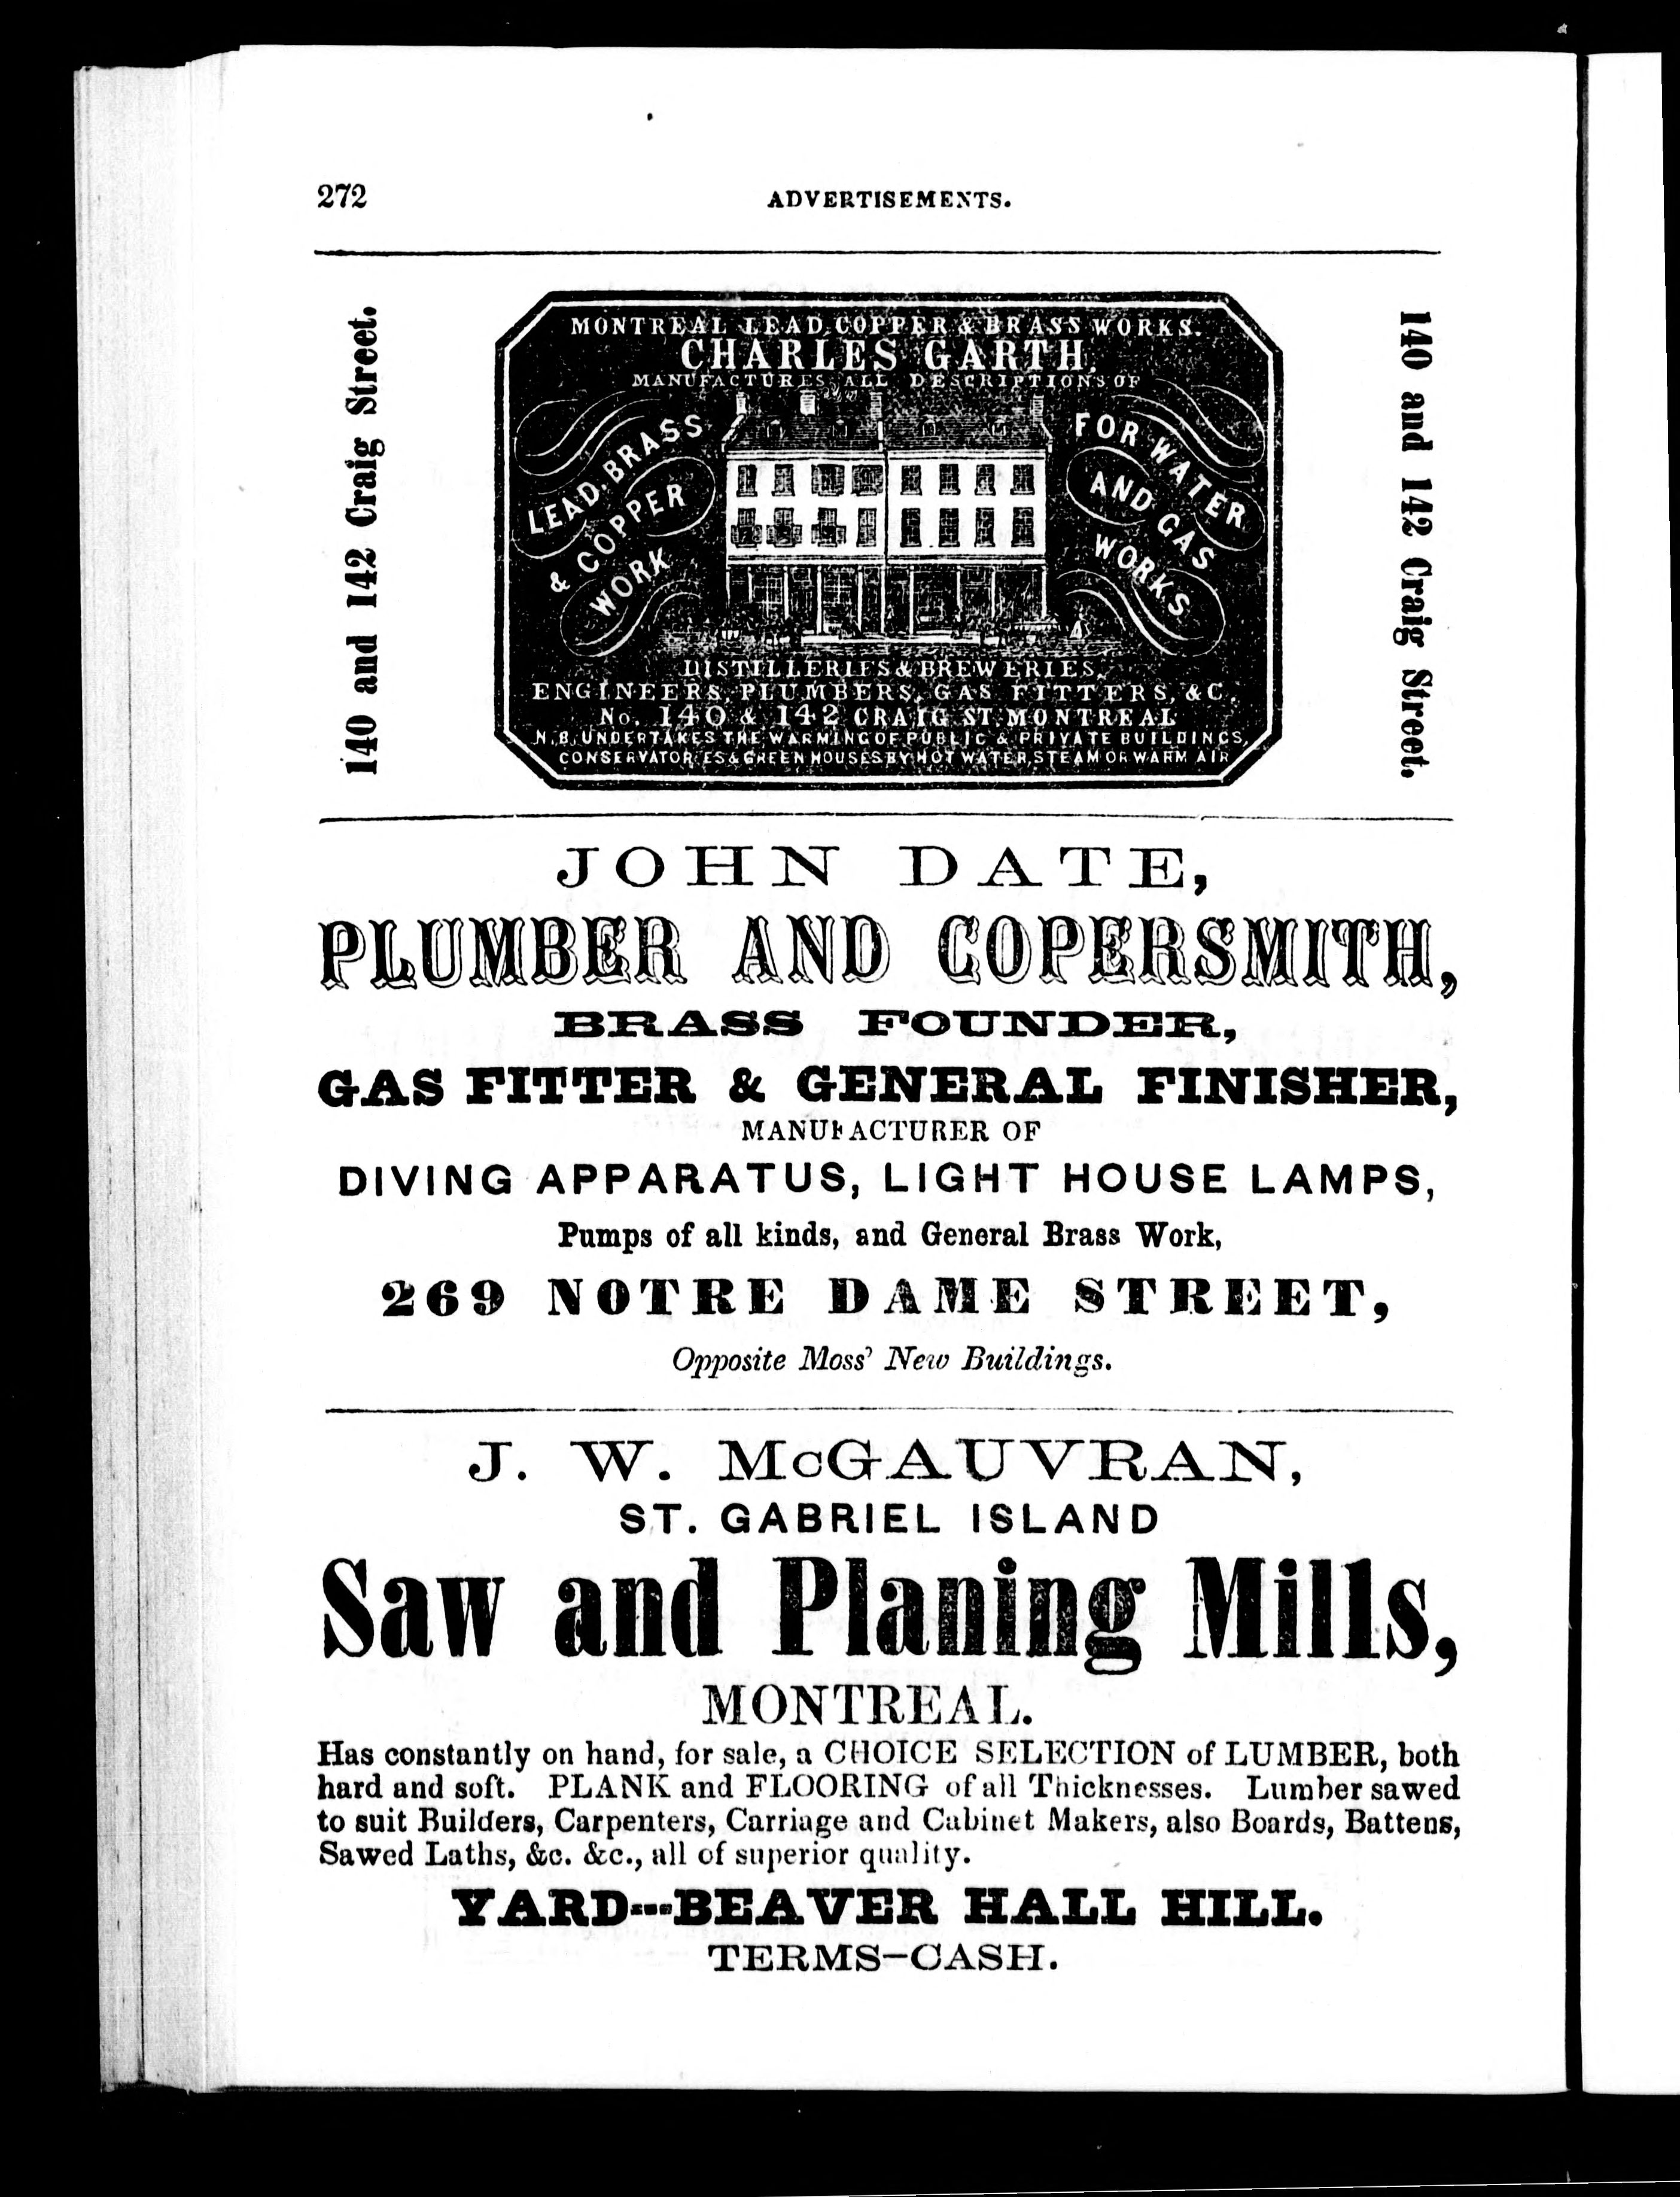 272
ADVERTISEMENTS.
140 and 142 Craig Street.
MONTREAL LEAD, COPPER & BRASS WORKS.
CHARLES GARTH,
MANUFACTURES ALL DESCRIPTIONS OF
LEAD, BRASS
& COPPER
WORK
FOR WATER
AND GAS
WORKS
DISTILLERIES & BREWERIES,
ENGINEERS, PLUMBERS, GAS FITTERS, &C.
No. 140 & 142 CRAIG ST. MONTREAL
N.B. UNDERTAKES THE WARMING OF PUBLIC & PRIVATE BUILDINGS,
CONSERVATORIES & GREEN HOUSES BY HOT WATER, STEAM OR WARM AIR
140 and 142 Craig Street.
JOHN DATE,
PLUMBER AND COPERSMITH,
BRASS FOUNDER,
GAS FITTER & GENERAL FINISHER,
MANUFACTURER OF
DIVING APPARATUS, LIGHT HOUSE LAMPS,
Pumps of all kinds, and General Brass Work,
269 NOTRE DAME STREET,
Opposite Moss' New Buildings.
J. W. McGAUVRAN,
ST. GABRIEL ISLAND
Saw and Planing Mills,
MONTREAL.
Has constantly on hand, for sale, a CHOICE SELECTION of LUMBER, both
hard and soft. PLANK and FLOORING of all Thicknesses. Lumber sawed
to suit Builders, Carpenters, Carriage and Cabinet Makers, also Boards, Battens,
Sawed Laths, &c. &c., all of superior quality.
YARD---BEAVER HALL HILL.
TERMS–CASH.